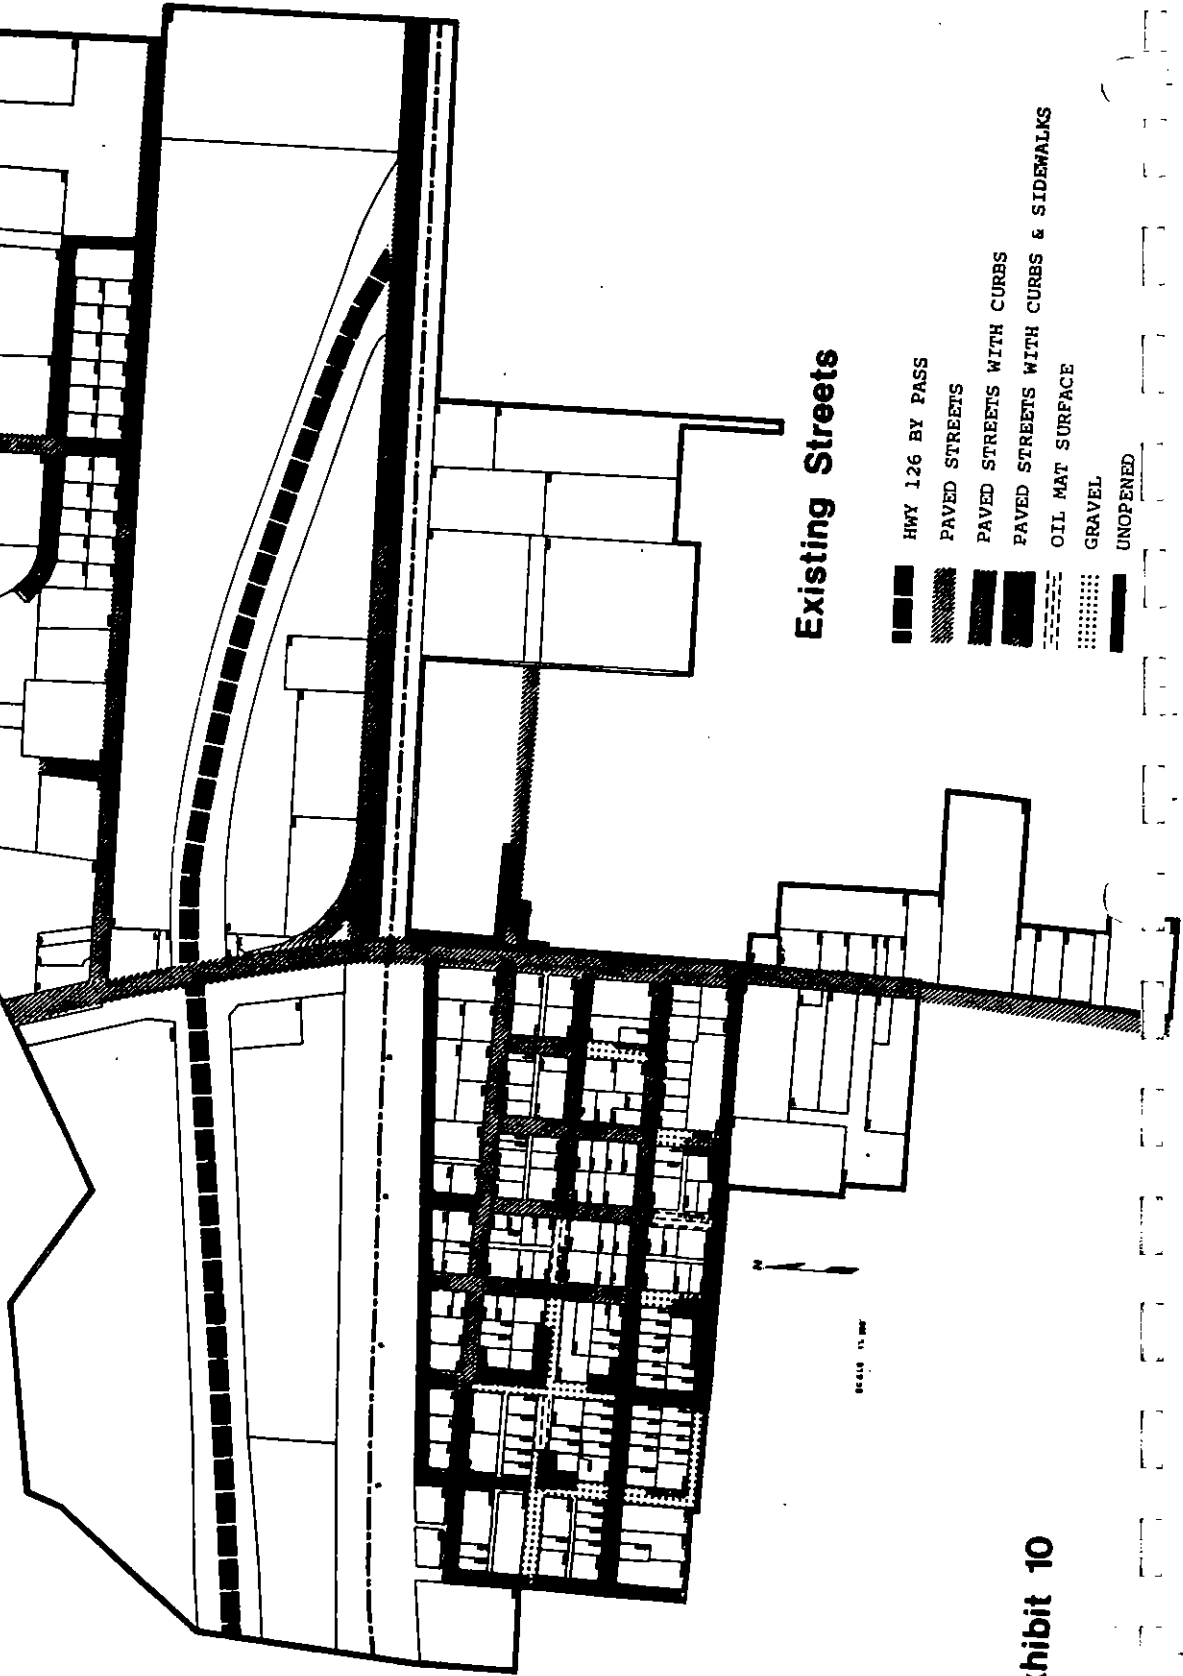 Existing Streets
HWY 126 BY PASS
PAVED STREETS
PAVED STREETS WITH CURBS
PAVED STREETS WITH CURBS & SIDEWALKS
OIL MAT SURFACE
GRAVEL
UNOPENED
N
hibit 10